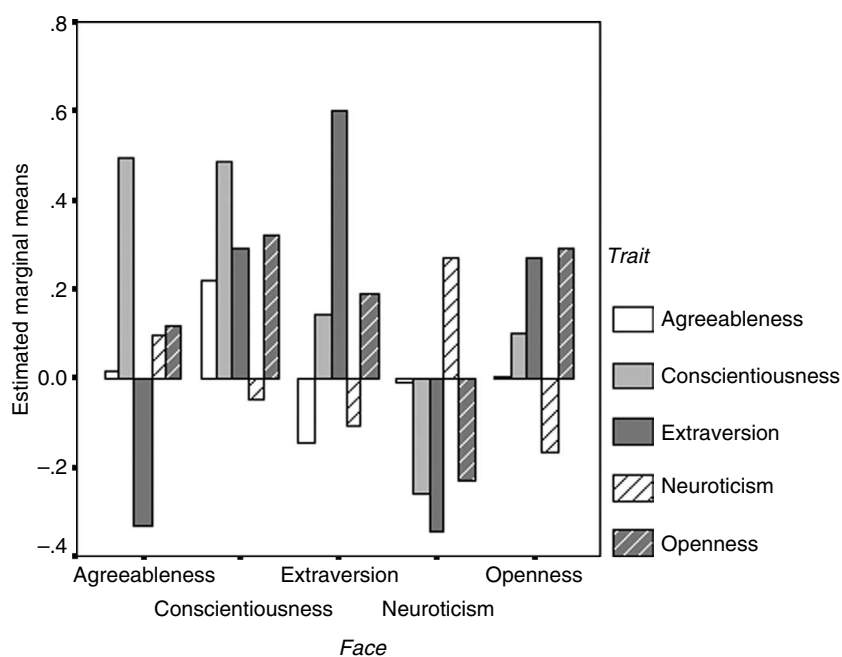 .8
.6
.4
.2
0.0
–.2
–.4
Estimated marginal means
Agreeableness
Extraversion
Openness
Conscientiousness
Neuroticism
Face
Trait
Agreeableness
Conscientiousness
Extraversion
Neuroticism
Openness